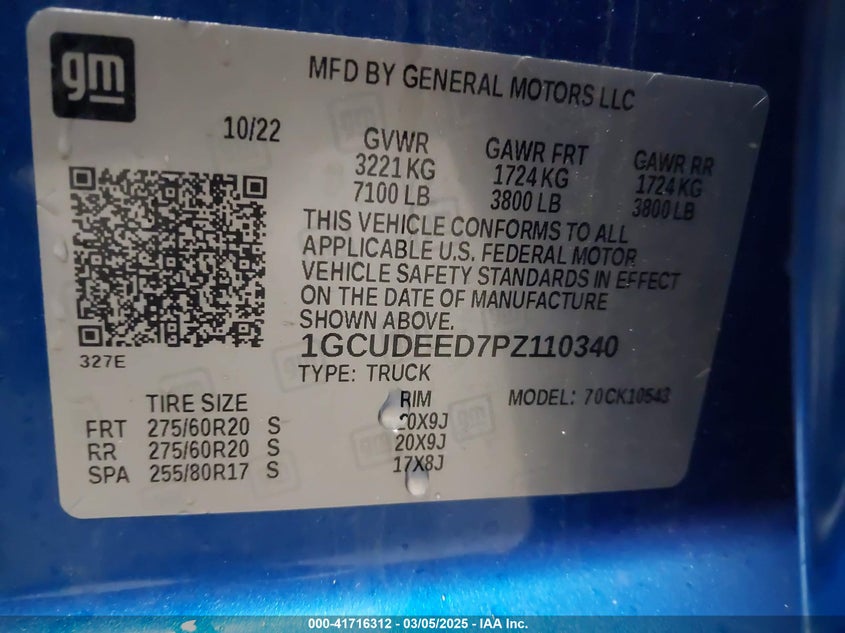 gm
MFD BY GENERAL MOTORS LLC
10/22
GVWR GAWR FRT GAWR RR
3221 KG 1724 KG 1724 KG
7100 LB 3800 LB 3800 LB
THIS VEHICLE CONFORMS TO ALL
APPLICABLE U.S. FEDERAL MOTOR
VEHICLE SAFETY STANDARDS IN EFFECT
ON THE DATE OF MANUFACTURE
SHOWN ABOVE.
327E
1GCUDEED7PZ110340
TYPE: TRUCK
MODEL: 70CK10543
TIRE SIZE RIM
FRT 275/60R20 S 20X9J
RR 275/60R20 S 20X9J
SPA 255/80R17 S 17X8J
000-41716312 - 03/05/2025 - IAA Inc.